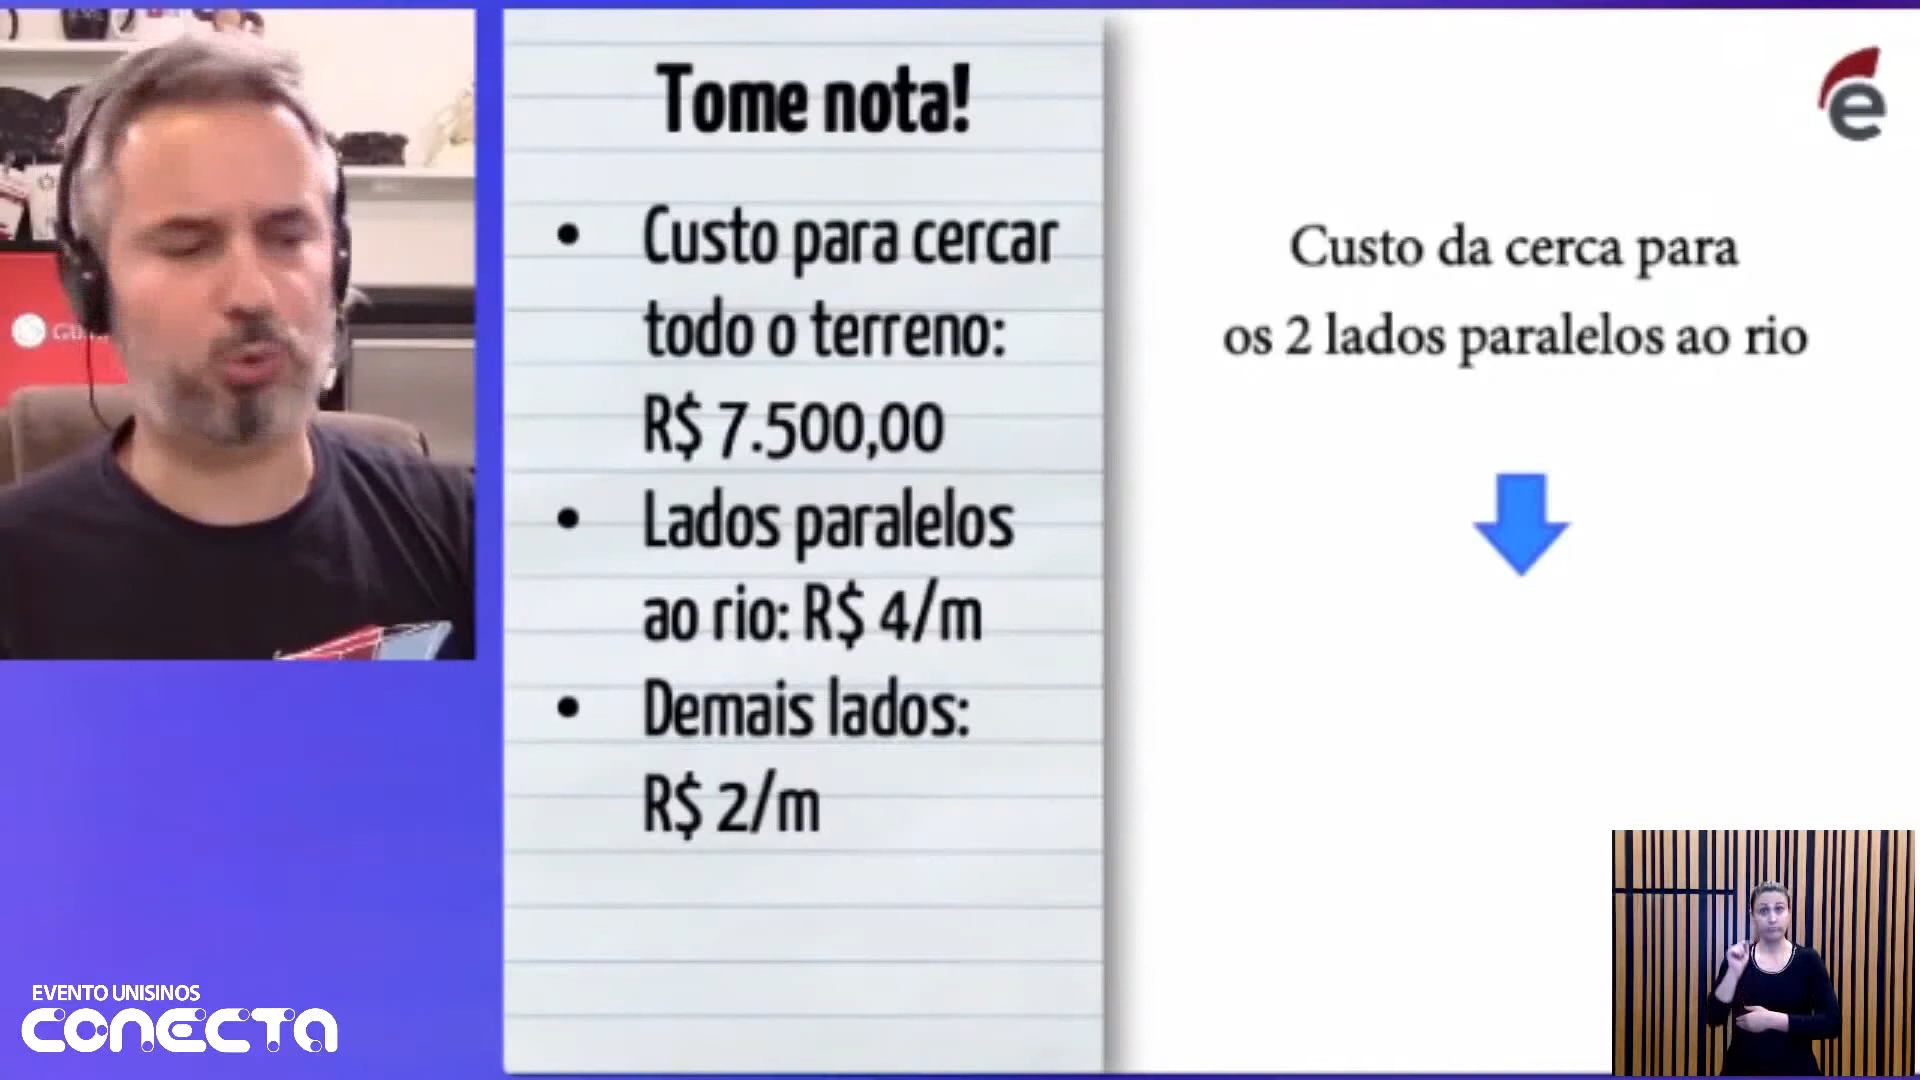 Tome nota!
• Custo para cercar
todo o terreno:
R$ 7.500,00
• Lados paralelos
ao rio: R$ 4/m
• Demais lados:
R$ 2/m
e
Custo da cerca para
os 2 lados paralelos ao rio
EVENTO UNISINOS
CONECTA